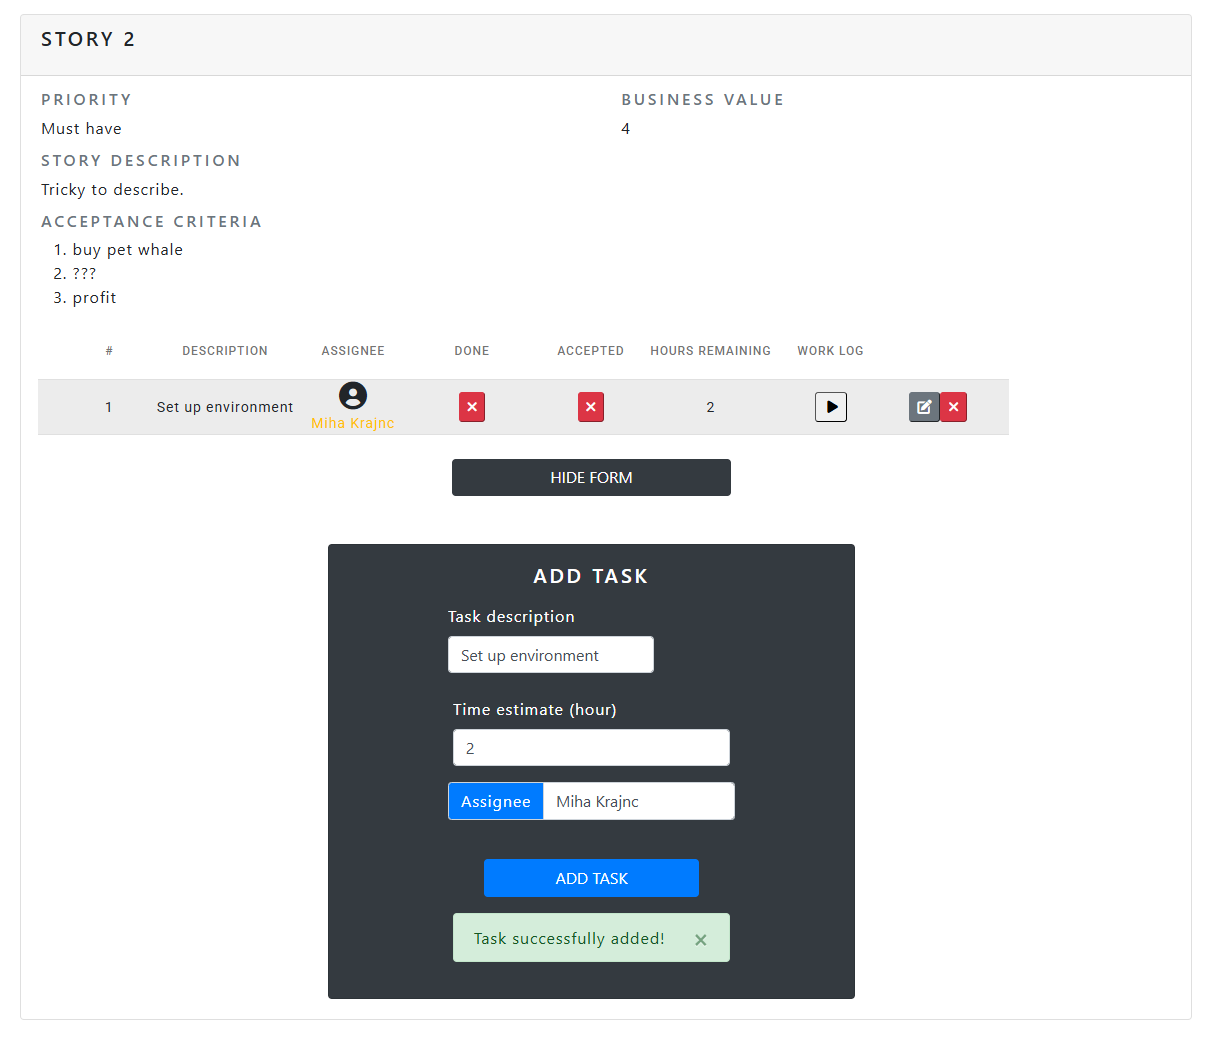 STORY 2
PRIORITY BUSINESS VALUE
Must have 4
STORY DESCRIPTION
Tricky to describe.
ACCEPTANCE CRITERIA
1. buy pet whale
2. ???
3. profit
# DESCRIPTION ASSIGNEE DONE ACCEPTED HOURS REMAINING WORK LOG
1 Set up environment Miha Krajnc 2
HIDE FORM
ADD TASK
Task description
Set up environment
Time estimate (hour)
2
Assignee Miha Krajnc
ADD TASK
Task successfully added! ×